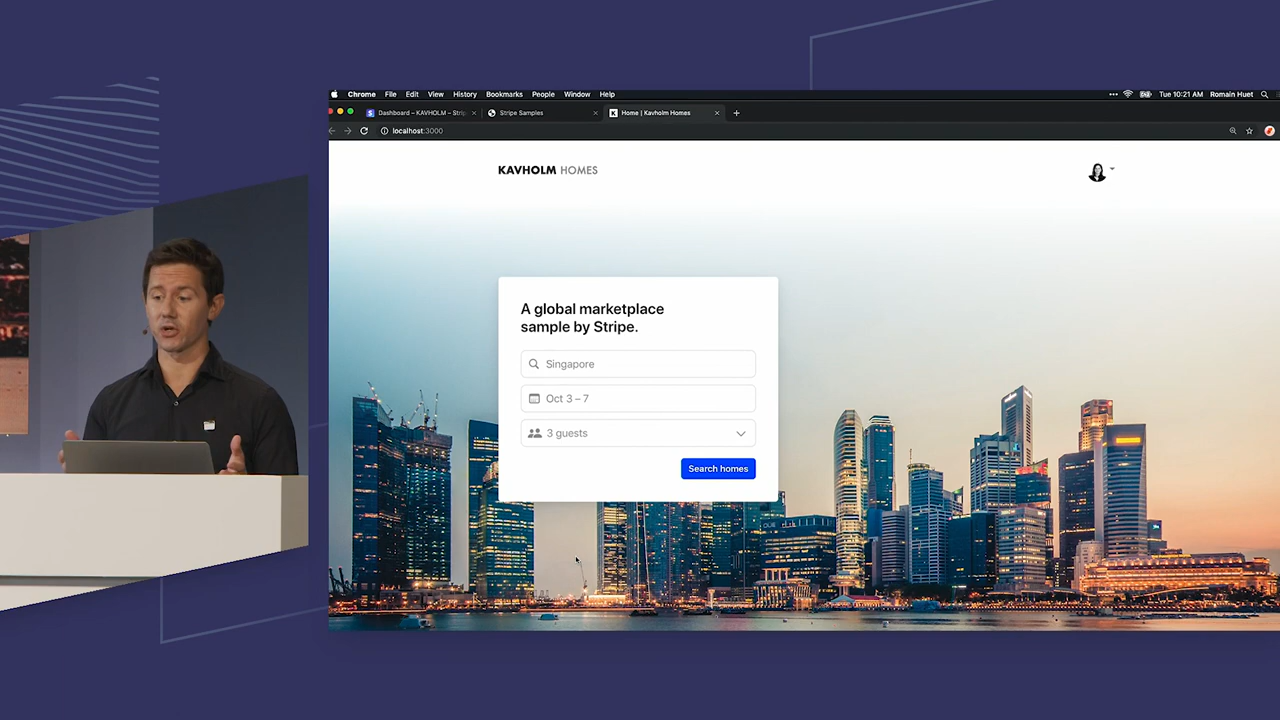 Chrome File Edit View History Bookmarks People Window Help
Tue 10:21 AM Romain Huet
Dashboard – KAVHOLM – Strip
Stripe Samples
Home | Kavholm Homes
localhost:3000
KAVHOLM HOMES
A global marketplace
sample by Stripe.
Singapore
Oct 3 – 7
3 guests
Search homes